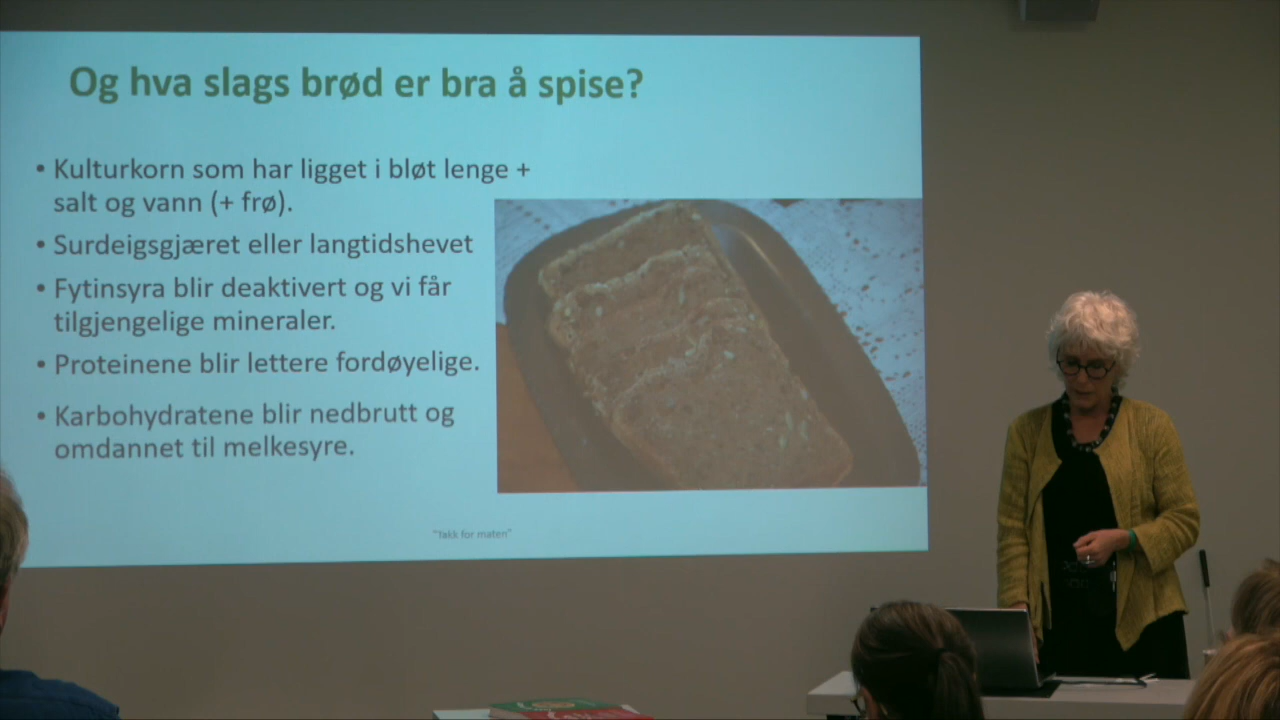 Og hva slags brød er bra å spise?
• Kulturkorn som har ligget i bløt lenge +
salt og vann (+ frø).
• Surdeigsgjæret eller langtidshevet
• Fytinsyra blir deaktivert og vi får
tilgjengelige mineraler.
• Proteinene blir lettere fordøyelige.
• Karbohydratene blir nedbrutt og
omdannet til melkesyre.
"Takk for maten"